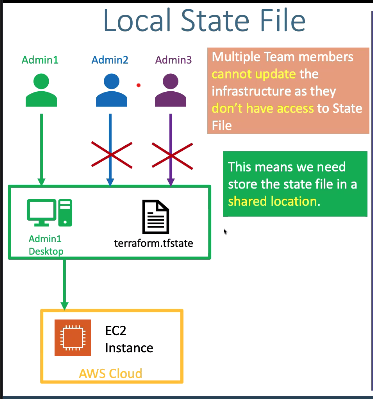 Local State File
Admin1
Admin2
Admin3
Multiple Team members
cannot update the
infrastructure as they
don't have access to State
File
This means we need
store the state file in a
shared location.
Admin1
Desktop
terraform.tfstate
EC2
Instance
AWS Cloud